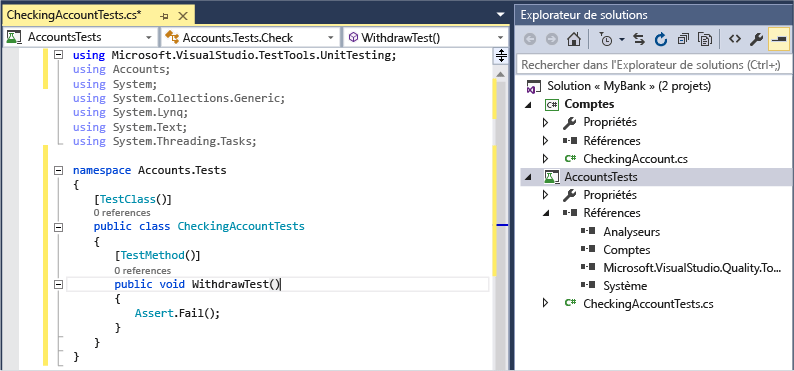 CheckingAccountTests.cs*
AccountsTests
Accounts.Tests.Check
WithdrawTest()
using Microsoft.VisualStudio.TestTools.UnitTesting;
using Accounts;
using System;
using System.Collections.Generic;
using System.Lynq;
using System.Text;
using System.Threading.Tasks;
namespace Accounts.Tests
{
[TestClass()]
0 references
public class CheckingAccountTests
{
[TestMethod()]
0 references
public void WithdrawTest()
{
Assert.Fail();
}
}
}
Explorateur de solutions
Rechercher dans l'Explorateur de solutions (Ctrl+;)
Solution « MyBank » (2 projets)
Comptes
Propriétés
Références
CheckingAccount.cs
AccountsTests
Propriétés
Références
Analyseurs
Comptes
Microsoft.VisualStudio.Quality.To...
Système
CheckingAccountTests.cs